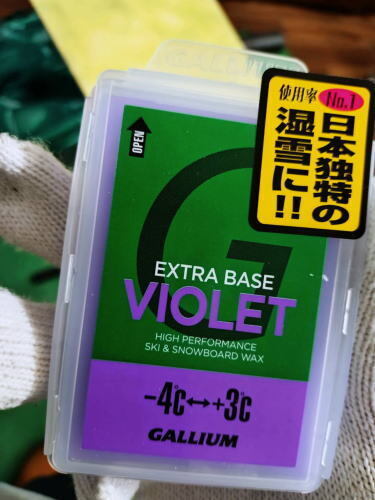 GALLIUM
使用率 No.1
日本独特の
湿雪に!!
OPEN
G
EXTRA BASE
VIOLET
HIGH PERFORMANCE
SKI & SNOWBOARD WAX
-4℃↔+3℃
GALLIUM